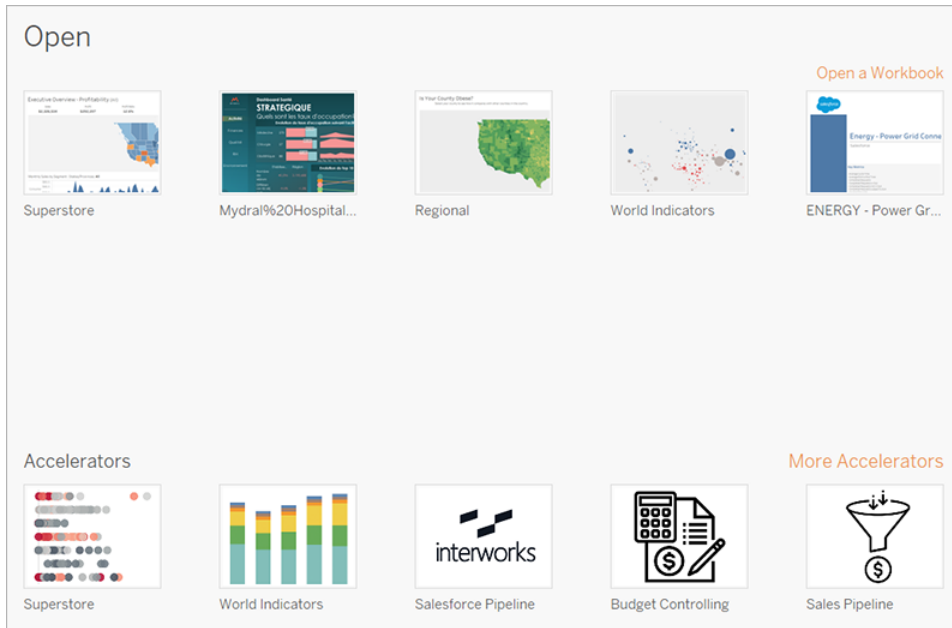 Open
Open a Workbook
Executive Overview - Profitability
Dashboard Santé
STRATEGIQUE
Quels sont les taux d'occupation
Is Your County Obese?
salesforce
Energy - Power Grid Conne
Superstore
Mydral%20Hospital...
Regional
World Indicators
ENERGY - Power Gr...
Accelerators
More Accelerators
interworks
$
$
Superstore
World Indicators
Salesforce Pipeline
Budget Controlling
Sales Pipeline